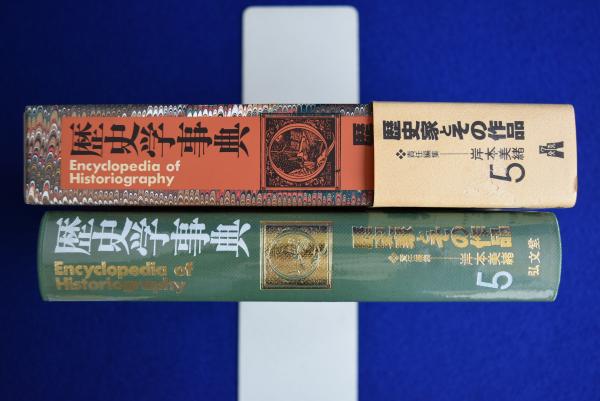 歴史学事典
Encyclopedia of
Historiography
歴
歴史家とその作品
❖責任編集──岸本美緒
5
歴史学事典
Encyclopedia of
Historiography
歴史家とその作品
❖責任編集──岸本美緒
5
弘文堂